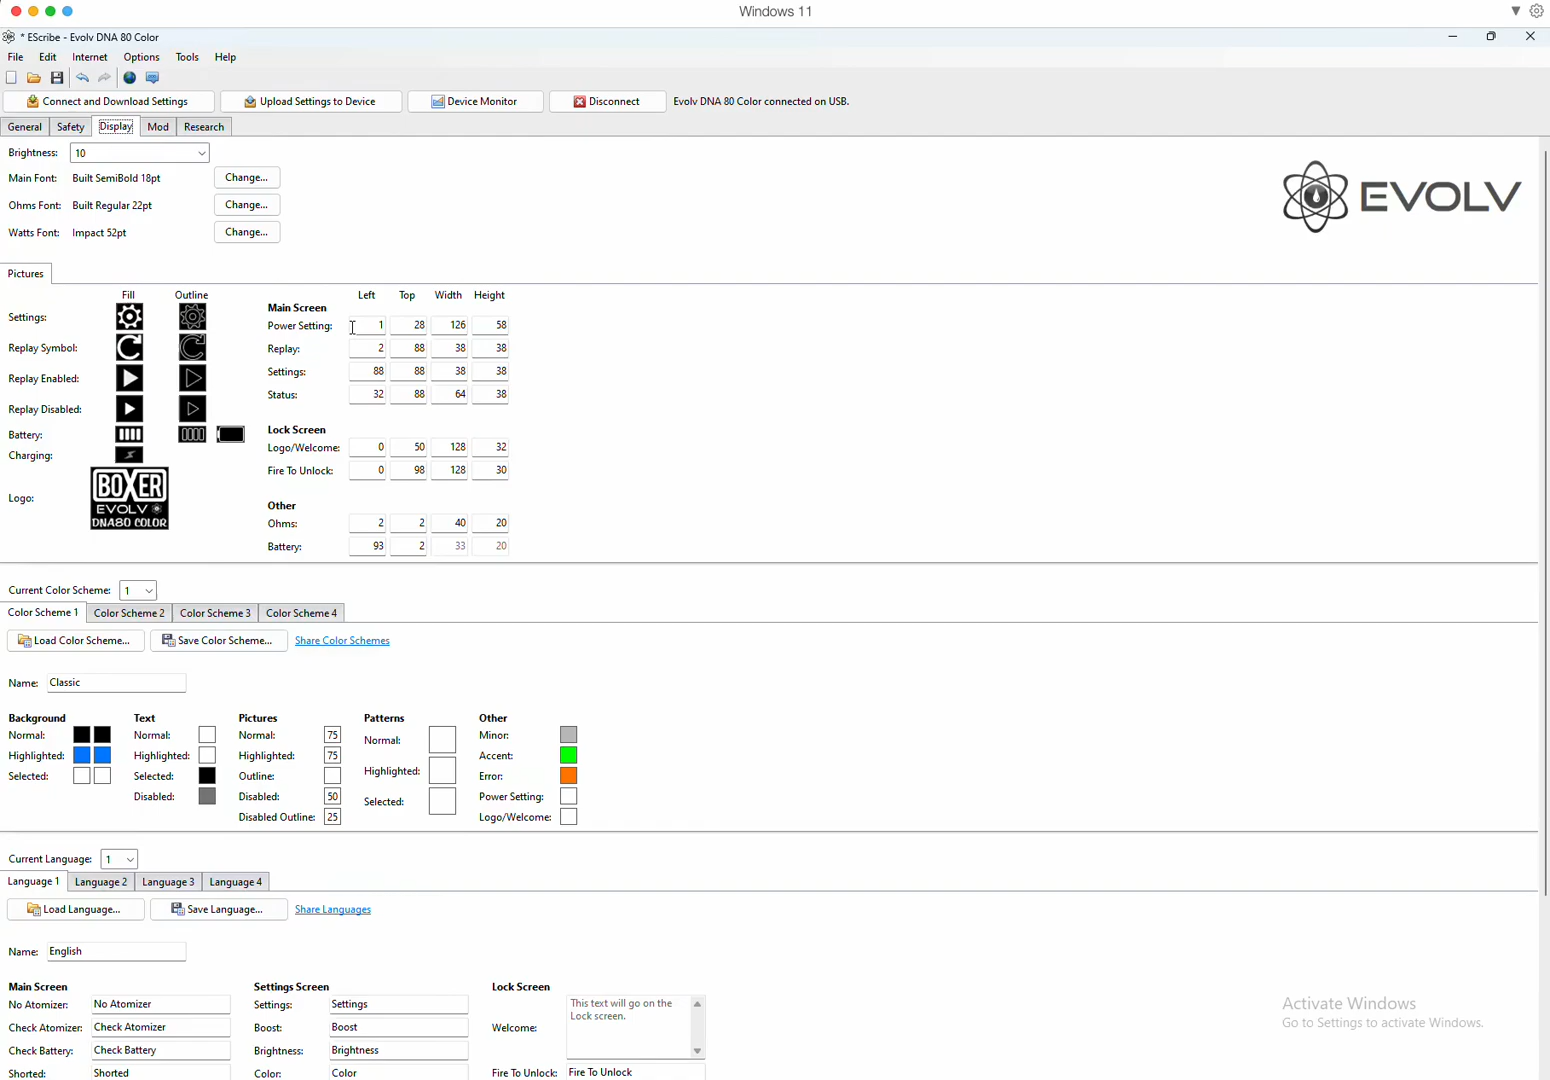 Windows 11
* EScribe - Evolv DNA 80 Color
File Edit Internet Options Tools Help
Connect and Download Settings Upload Settings to Device Device Monitor Disconnect Evolv DNA 80 Color connected on USB.
General Safety Display Mod Research
Brightness: 10
Main Font: Built SemiBold 18pt Change...
Ohms Font: Built Regular 22pt Change...
Watts Font: Impact 52pt Change...
EVOLV
Pictures
Fill Outline Left Top Width Height
Main Screen
Settings:
Power Setting: 1 28 126 58
Replay Symbol:
Replay: 2 88 38 38
Replay Enabled:
Settings: 88 88 38 38
Replay Disabled:
Status: 32 88 64 38
Battery:
Lock Screen
Charging:
Logo/Welcome: 0 50 128 32
Fire To Unlock: 0 98 128 30
Logo:
BOXER
EVOLV
DNA80 COLOR
Other
Ohms: 2 2 40 20
Battery: 93 2 33 20
Current Color Scheme: 1
Color Scheme 1 Color Scheme 2 Color Scheme 3 Color Scheme 4
Load Color Scheme... Save Color Scheme... Share Color Schemes
Name: Classic
Background Text Pictures Patterns Other
Normal: Normal: Normal: 75 Normal: Minor:
Highlighted: Highlighted: Highlighted: 75 Highlighted: Accent:
Selected: Selected: Outline: Selected: Error:
Disabled: Disabled: 50 Power Setting:
Disabled Outline: 25 Logo/Welcome:
Current Language: 1
Language 1 Language 2 Language 3 Language 4
Load Language... Save Language... Share Languages
Name: English
Main Screen Settings Screen Lock Screen
No Atomizer: No Atomizer Settings: Settings This text will go on the
Lock screen.
Check Atomizer: Check Atomizer Boost: Boost Welcome:
Check Battery: Check Battery Brightness: Brightness
Shorted: Shorted Color: Color Fire To Unlock: Fire To Unlock
Activate Windows
Go to Settings to activate Windows.